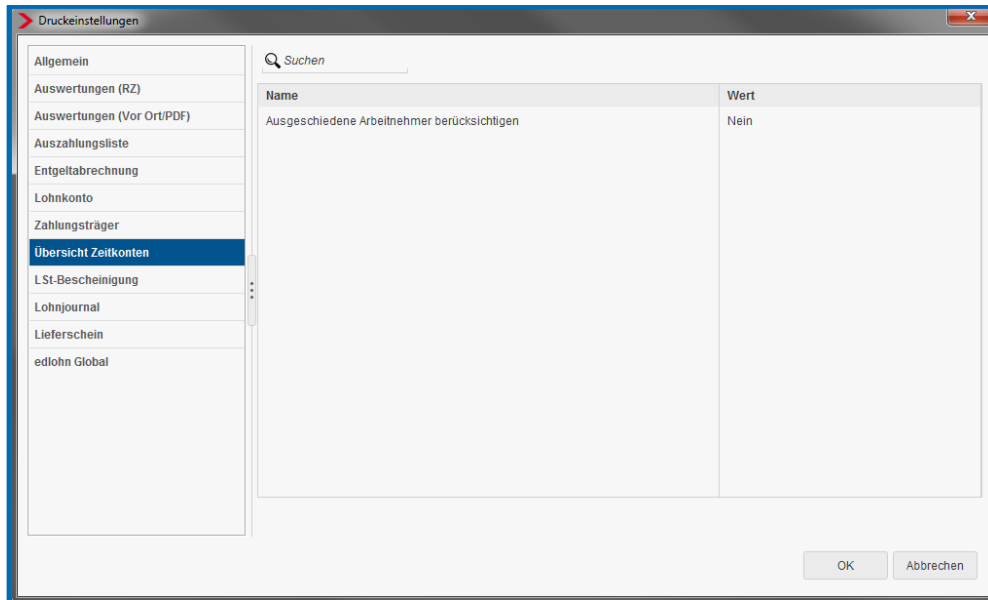 Druckeinstellungen
Allgemein
Auswertungen (RZ)
Auswertungen (Vor Ort/PDF)
Auszahlungsliste
Entgeltabrechnung
Lohnkonto
Zahlungsträger
Übersicht Zeitkonten
LSt-Bescheinigung
Lohnjournal
Lieferschein
edlohn Global
Suchen
Name Wert
Ausgeschiedene Arbeitnehmer berücksichtigen Nein
OK Abbrechen